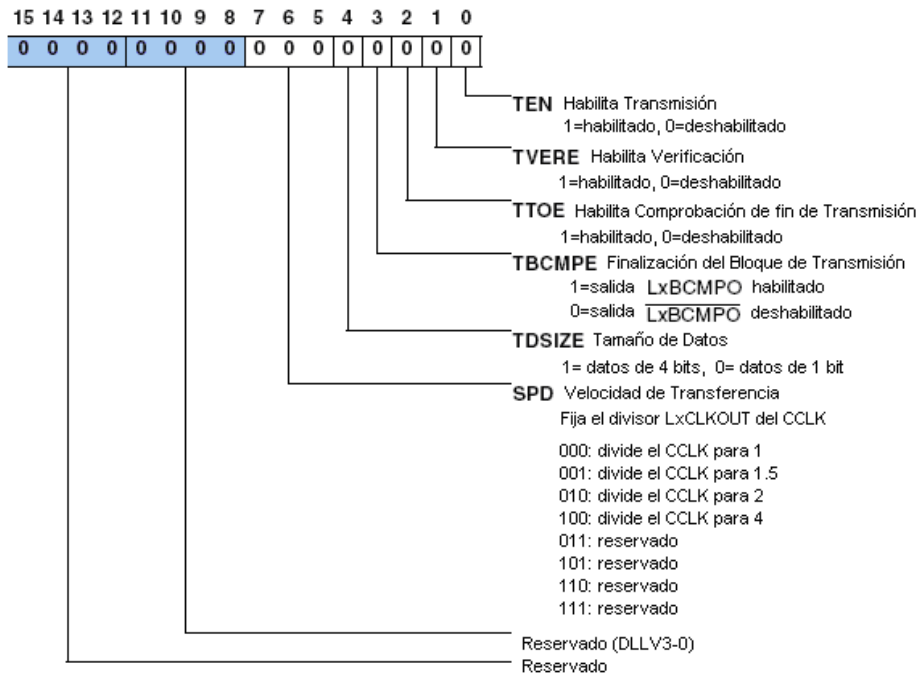 15 14 13 12 11 10 9 8 7 6 5 4 3 2 1 0
0 0 0 0 0 0 0 0 0 0 0 0 0 0 0 0
TEN Habilita Transmisión
1=habilitado, 0=deshabilitado
TVERE Habilita Verificación
1=habilitado, 0=deshabilitado
TTOE Habilita Comprobación de fin de Transmisión
1=habilitado, 0=deshabilitado
TBCMPE Finalización del Bloque de Transmisión
1=salida LxBCMPO habilitado
0=salida LxBCMPO deshabilitado
TDSIZE Tamaño de Datos
1= datos de 4 bits, 0= datos de 1 bit
SPD Velocidad de Transferencia
Fija el divisor LxCLKOUT del CCLK
000: divide el CCLK para 1
001: divide el CCLK para 1.5
010: divide el CCLK para 2
100: divide el CCLK para 4
011: reservado
101: reservado
110: reservado
111: reservado
Reservado (DLLV3-0)
Reservado